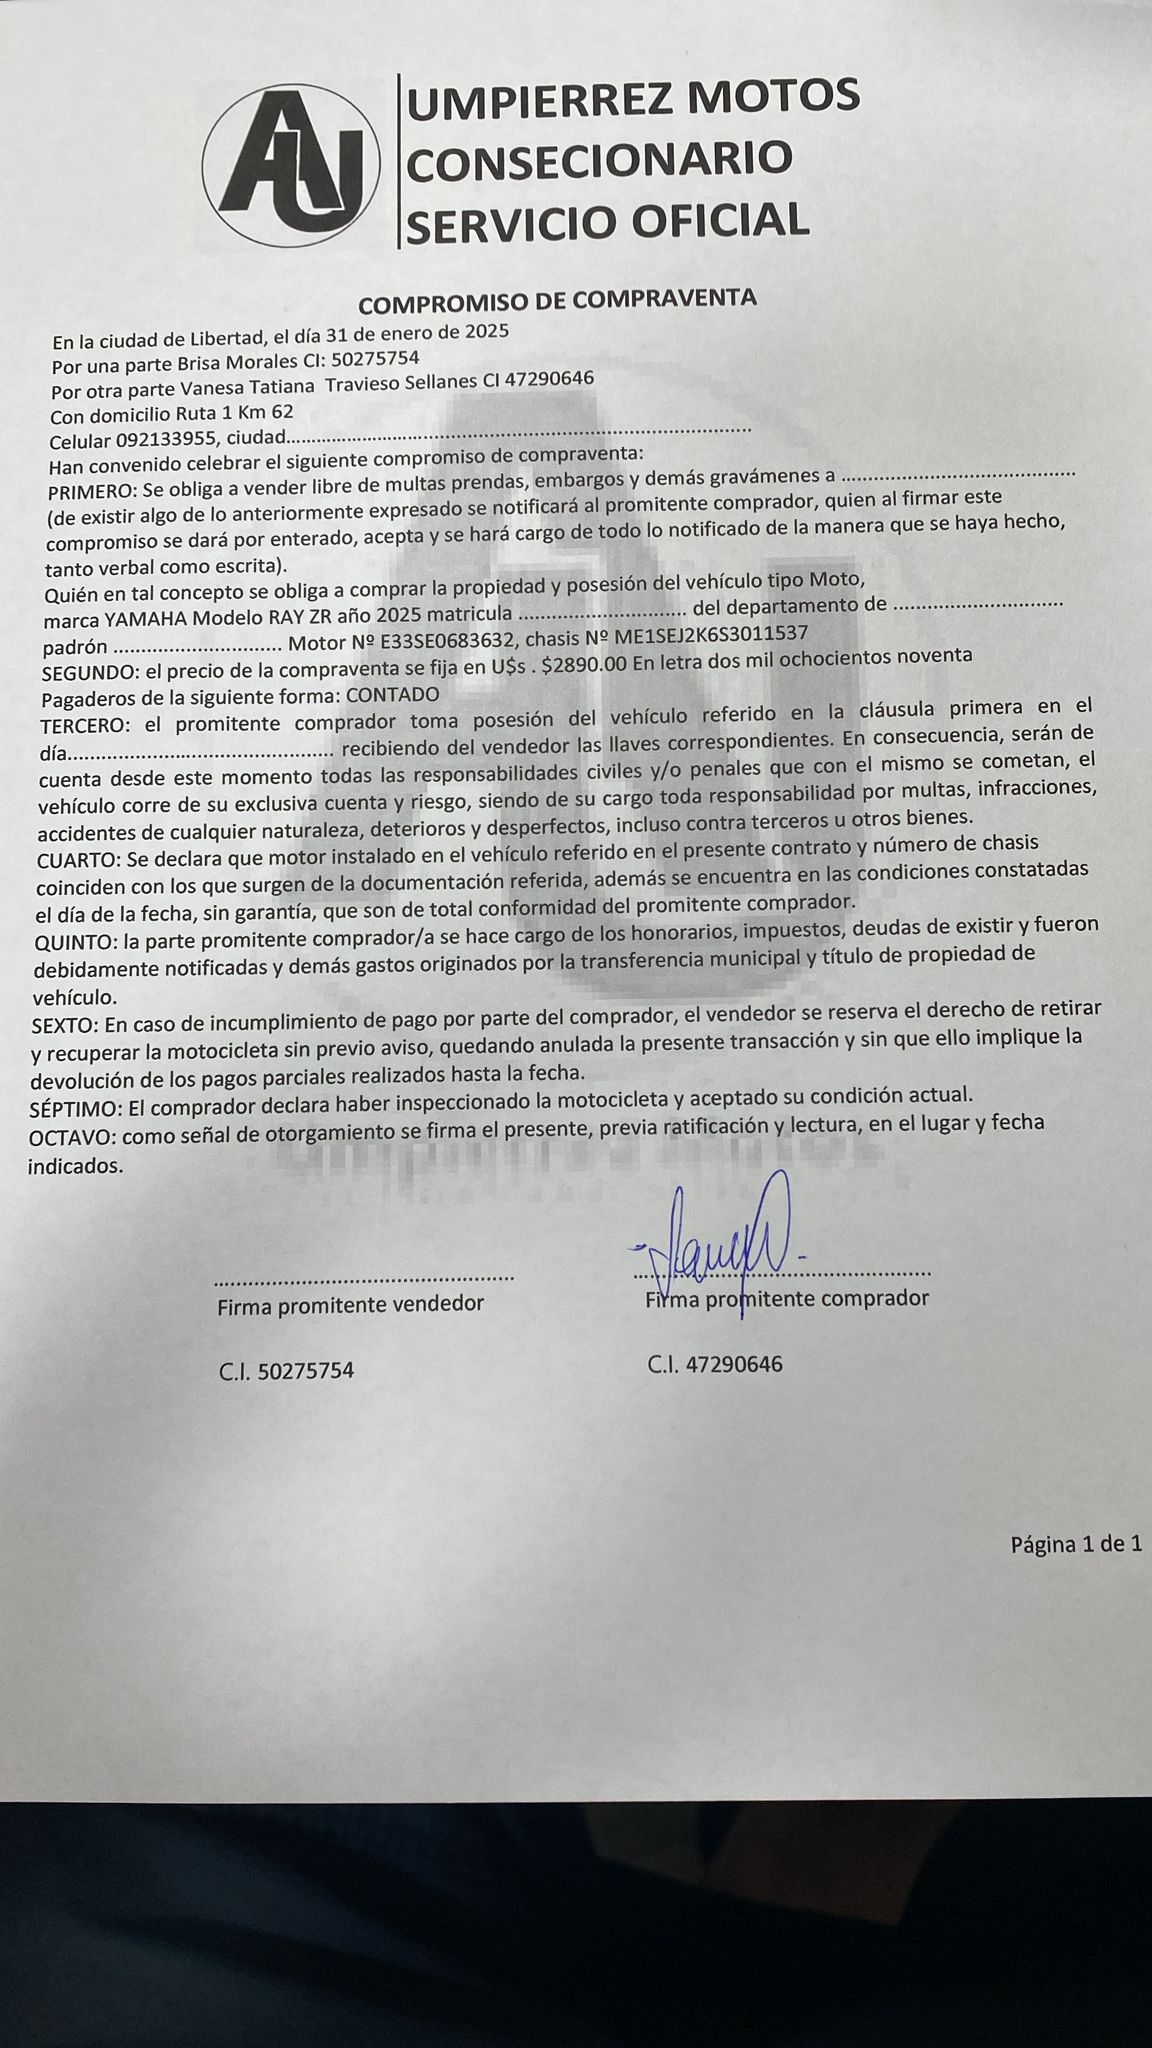 AU
UMPIERREZ MOTOS
CONSECIONARIO
SERVICIO OFICIAL
COMPROMISO DE COMPRAVENTA
En la ciudad de Libertad, el día 31 de enero de 2025
Por una parte Brisa Morales CI: 50275754
Por otra parte Vanesa Tatiana Travieso Sellanes CI 47290646
Con domicilio Ruta 1 Km 62
Celular 092133955, ciudad....................................................................................
Han convenido celebrar el siguiente compromiso de compraventa:
PRIMERO: Se obliga a vender libre de multas prendas, embargos y demás gravámenes a ..........................................
(de existir algo de lo anteriormente expresado se notificará al promitente comprador, quien al firmar este
compromiso se dará por enterado, acepta y se hará cargo de todo lo notificado de la manera que se haya hecho,
tanto verbal como escrita).
Quién en tal concepto se obliga a comprar la propiedad y posesión del vehículo tipo Moto,
marca YAMAHA Modelo RAY ZR año 2025 matricula .............................. del departamento de ..............................
padrón .............................. Motor Nº E33SE0683632, chasis Nº ME1SEJ2K6S3011537
SEGUNDO: el precio de la compraventa se fija en U$s . $2890.00 En letra dos mil ochocientos noventa
Pagaderos de la siguiente forma: CONTADO
TERCERO: el promitente comprador toma posesión del vehículo referido en la cláusula primera en el
día............................................... recibiendo del vendedor las llaves correspondientes. En consecuencia, serán de
cuenta desde este momento todas las responsabilidades civiles y/o penales que con el mismo se cometan, el
vehículo corre de su exclusiva cuenta y riesgo, siendo de su cargo toda responsabilidad por multas, infracciones,
accidentes de cualquier naturaleza, deterioros y desperfectos, incluso contra terceros u otros bienes.
CUARTO: Se declara que motor instalado en el vehículo referido en el presente contrato y número de chasis
coinciden con los que surgen de la documentación referida, además se encuentra en las condiciones constatadas
el día de la fecha, sin garantía, que son de total conformidad del promitente comprador.
QUINTO: la parte promitente comprador/a se hace cargo de los honorarios, impuestos, deudas de existir y fueron
debidamente notificadas y demás gastos originados por la transferencia municipal y título de propiedad de
vehículo.
SEXTO: En caso de incumplimiento de pago por parte del comprador, el vendedor se reserva el derecho de retirar
y recuperar la motocicleta sin previo aviso, quedando anulada la presente transacción y sin que ello implique la
devolución de los pagos parciales realizados hasta la fecha.
SÉPTIMO: El comprador declara haber inspeccionado la motocicleta y aceptado su condición actual.
OCTAVO: como señal de otorgamiento se firma el presente, previa ratificación y lectura, en el lugar y fecha
indicados.
Firma promitente vendedor
Firma promitente comprador
C.I. 50275754
C.I. 47290646
Página 1 de 1